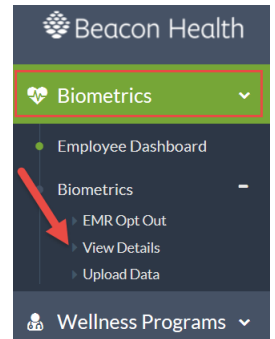 Beacon Health
Biometrics
Employee Dashboard
Biometrics
EMR Opt Out
View Details
Upload Data
Wellness Programs